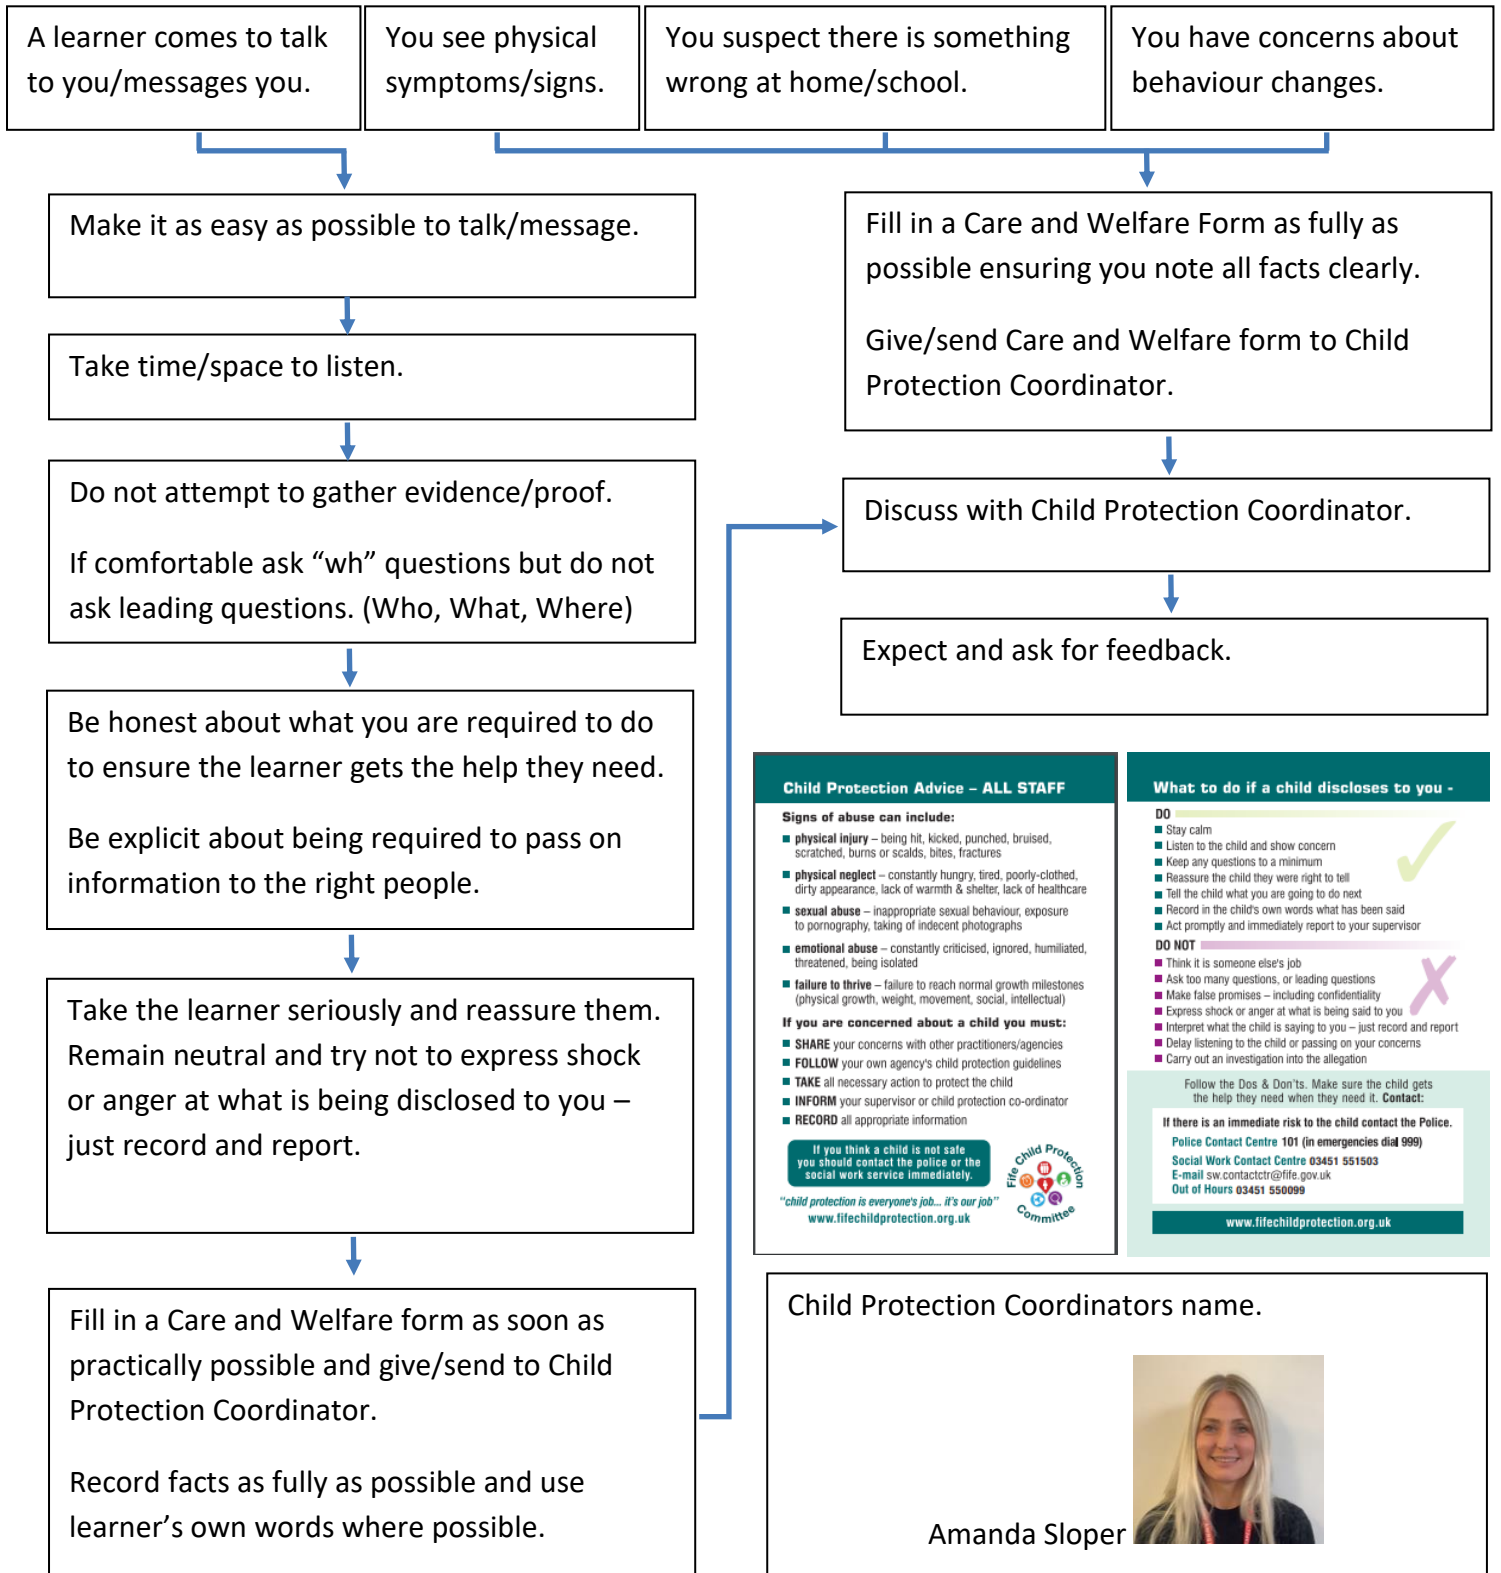 A learner comes to talk
to you/messages you.
You see physical
symptoms/signs.
You suspect there is something
wrong at home/school.
You have concerns about
behaviour changes.
Make it as easy as possible to talk/message.
Take time/space to listen.
Do not attempt to gather evidence/proof.
If comfortable ask “wh” questions but do not
ask leading questions. (Who, What, Where)
Be honest about what you are required to do
to ensure the learner gets the help they need.
Be explicit about being required to pass on
information to the right people.
Take the learner seriously and reassure them.
Remain neutral and try not to express shock
or anger at what is being disclosed to you –
just record and report.
Fill in a Care and Welfare form as soon as
practically possible and give/send to Child
Protection Coordinator.
Record facts as fully as possible and use
learner’s own words where possible.
Fill in a Care and Welfare Form as fully as
possible ensuring you note all facts clearly.
Give/send Care and Welfare form to Child
Protection Coordinator.
Discuss with Child Protection Coordinator.
Expect and ask for feedback.
Child Protection Advice – ALL STAFF
Signs of abuse can include:
physical injury – being hit, kicked, punched, bruised,
scratched, burns or scalds, bites, fractures
physical neglect – constantly hungry, tired, poorly-clothed,
dirty appearance, lack of warmth & shelter, lack of healthcare
sexual abuse – inappropriate sexual behaviour, exposure
to pornography, taking of indecent photographs
emotional abuse – constantly criticised, ignored, humiliated,
threatened, being isolated
failure to thrive – failure to reach normal growth milestones
(physical growth, weight, movement, social, intellectual)
If you are concerned about a child you must:
SHARE your concerns with other practitioners/agencies
FOLLOW your own agency's child protection guidelines
TAKE all necessary action to protect the child
INFORM your supervisor or child protection co-ordinator
RECORD all appropriate information
If you think a child is not safe
you should contact the police or the
social work service immediately.
"child protection is everyone's job... it's our job"
www.fifechildprotection.org.uk
Fife Child Protection
Committee
What to do if a child discloses to you -
DO
Stay calm
Listen to the child and show concern
Keep any questions to a minimum
Reassure the child they were right to tell
Tell the child what you are going to do next
Record in the child's own words what has been said
Act promptly and immediately report to your supervisor
DO NOT
Think it is someone else's job
Ask too many questions, or leading questions
Make false promises – including confidentiality
Express shock or anger at what is being said to you
Interpret what the child is saying to you – just record and report
Delay listening to the child or passing on your concerns
Carry out an investigation into the allegation
Follow the Dos & Don'ts. Make sure the child gets
the help they need when they need it. Contact:
If there is an immediate risk to the child contact the Police.
Police Contact Centre 101 (in emergencies dial 999)
Social Work Contact Centre 03451 551503
E-mail sw.contactctr@fife.gov.uk
Out of Hours 03451 550099
www.fifechildprotection.org.uk
Child Protection Coordinators name.
Amanda Sloper